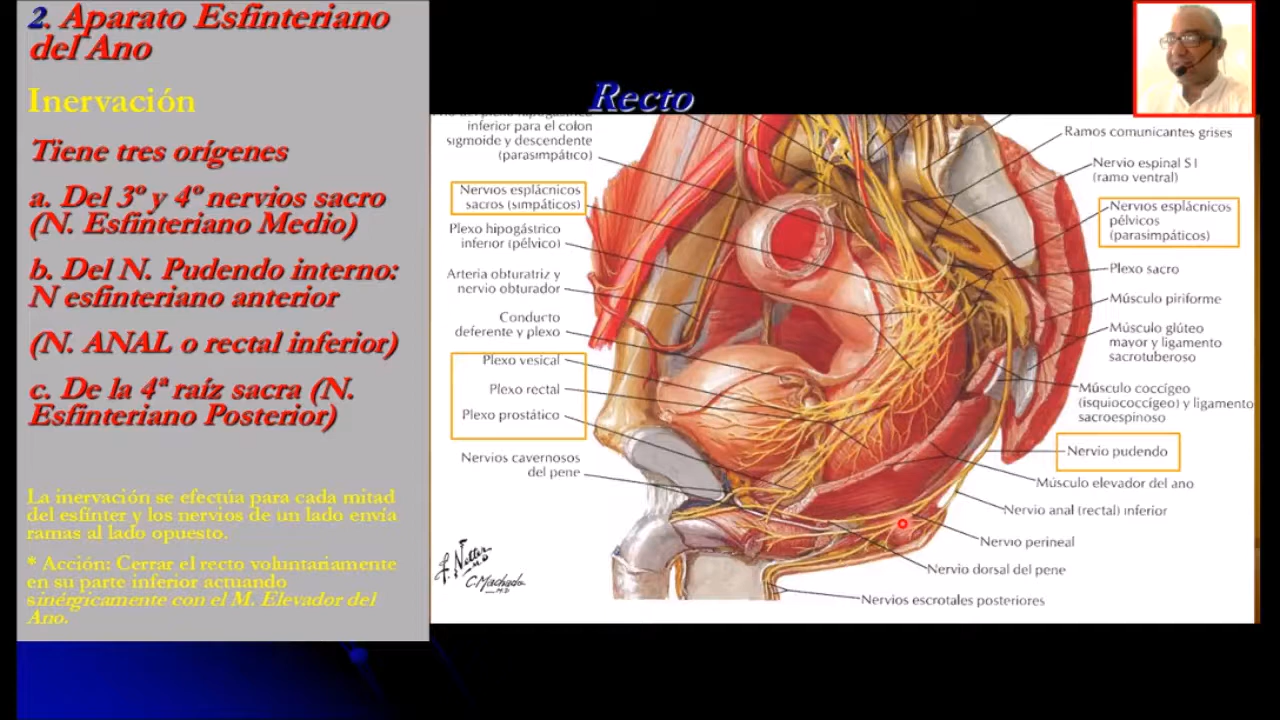 2. Aparato Esfinteriano
del Ano
Inervación
Tiene tres orígenes
a. Del 3º y 4º nervios sacro
(N. Esfinteriano Medio)
b. Del N. Pudendo interno:
N esfinteriano anterior
(N. ANAL o rectal inferior)
c. De la 4ª raíz sacra (N.
Esfinteriano Posterior)
La inervación se efectúa para cada mitad
del esfínter y los nervios de un lado envía
ramas al lado opuesto.
* Acción: Cerrar el recto voluntariamente
en su parte inferior actuando
sinérgicamente con el M. Elevador del
Ano.
Recto
inferior para el colon
sigmoide y descendente
(parasimpático)
Nervios esplácnicos
sacros (simpáticos)
Plexo hipogástrico
inferior (pélvico)
Arteria obturatriz y
nervio obturador
Conducto
deferente y plexo
Plexo vesical
Plexo rectal
Plexo prostático
Nervios cavernosos
del pene
Ramos comunicantes grises
Nervio espinal S1
(ramo ventral)
Nervios esplácnicos
pélvicos
(parasimpáticos)
Plexo sacro
Músculo piriforme
Músculo glúteo
mayor y ligamento
sacrotuberoso
Músculo coccígeo
(isquiococcígeo) y ligamento
sacroespinoso
Nervio pudendo
Músculo elevador del ano
Nervio anal (rectal) inferior
Nervio perineal
Nervio dorsal del pene
Nervios escrotales posteriores
F. Netter
M.D.
C. Machado
M.D.